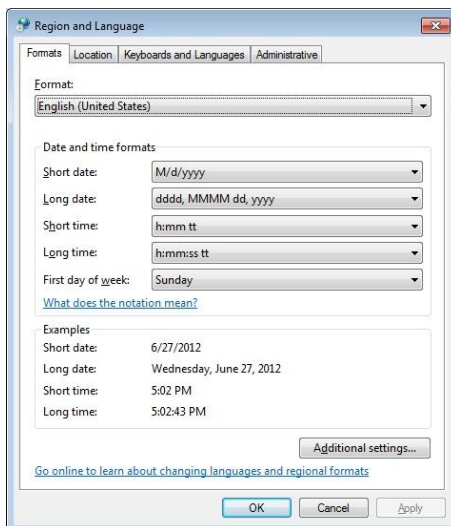 Region and Language
Formats Location Keyboards and Languages Administrative
Format:
English (United States)
Date and time formats
Short date: M/d/yyyy
Long date: dddd, MMMM dd, yyyy
Short time: h:mm tt
Long time: h:mm:ss tt
First day of week: Sunday
What does the notation mean?
Examples
Short date: 6/27/2012
Long date: Wednesday, June 27, 2012
Short time: 5:02 PM
Long time: 5:02:43 PM
Additional settings...
Go online to learn about changing languages and regional formats
OK Cancel Apply